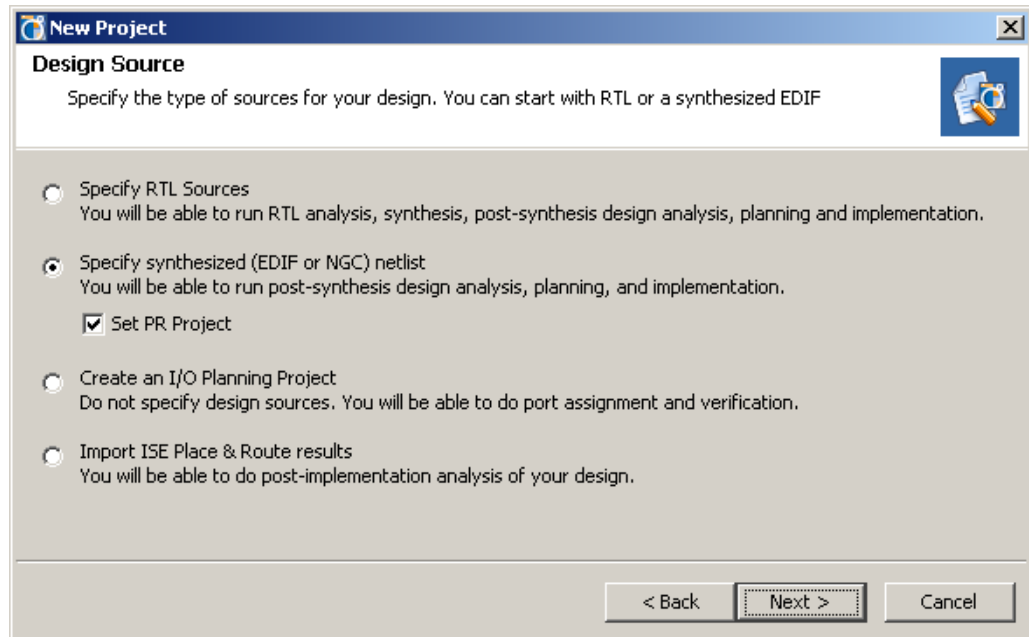 New Project
Design Source
Specify the type of sources for your design. You can start with RTL or a synthesized EDIF
Specify RTL Sources
You will be able to run RTL analysis, synthesis, post-synthesis design analysis, planning and implementation.
Specify synthesized (EDIF or NGC) netlist
You will be able to run post-synthesis design analysis, planning, and implementation.
Set PR Project
Create an I/O Planning Project
Do not specify design sources. You will be able to do port assignment and verification.
Import ISE Place & Route results
You will be able to do post-implementation analysis of your design.
< Back Next > Cancel